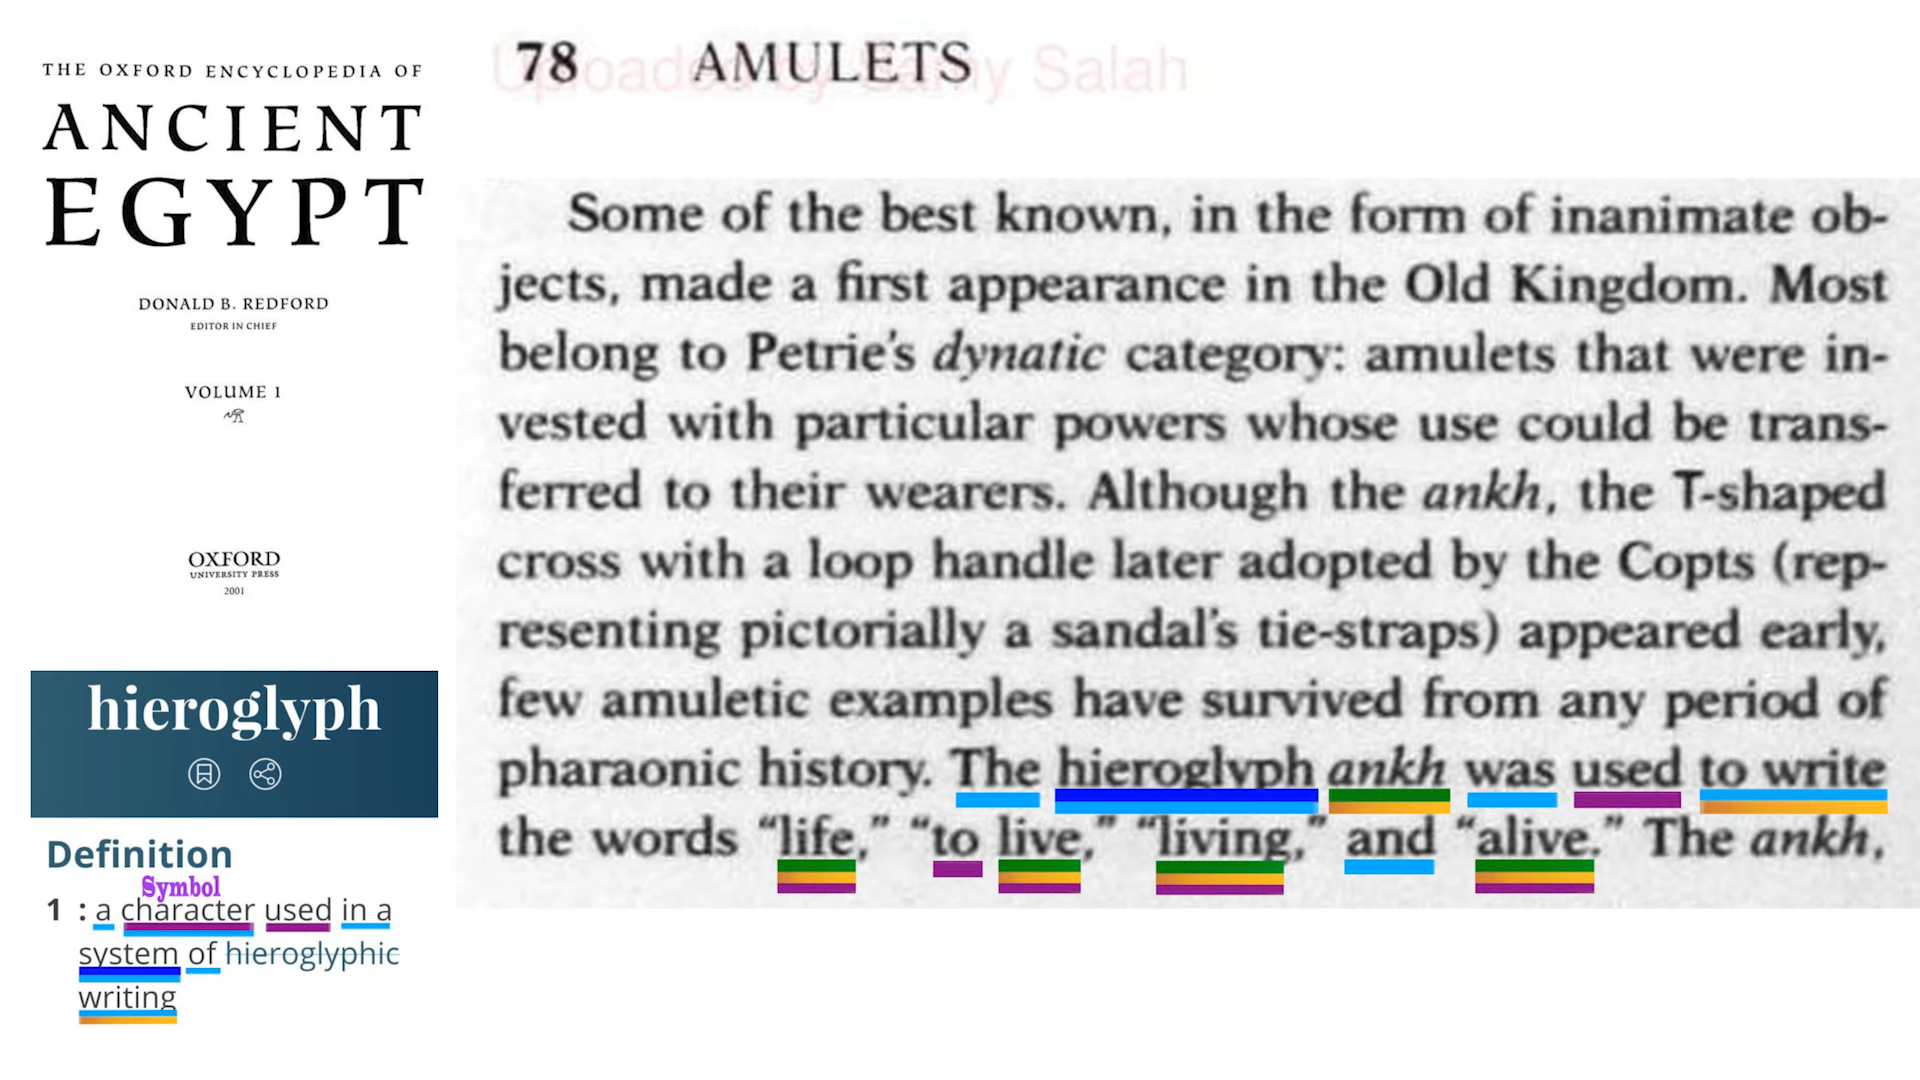 THE OXFORD ENCYCLOPEDIA OF
ANCIENT
EGYPT
DONALD B. REDFORD
EDITOR IN CHIEF
VOLUME 1
OXFORD
UNIVERSITY PRESS
2001
hieroglyph
Definition
Symbol
1 : a character used in a
system of hieroglyphic
writing
Uploaded by Samy Salah
78 AMULETS
Some of the best known, in the form of inanimate ob-
jects, made a first appearance in the Old Kingdom. Most
belong to Petrie's dynatic category: amulets that were in-
vested with particular powers whose use could be trans-
ferred to their wearers. Although the ankh, the T-shaped
cross with a loop handle later adopted by the Copts (rep-
resenting pictorially a sandal's tie-straps) appeared early,
few amuletic examples have survived from any period of
pharaonic history. The hieroglyph ankh was used to write
the words “life,” “to live,” “living,” and “alive.” The ankh,